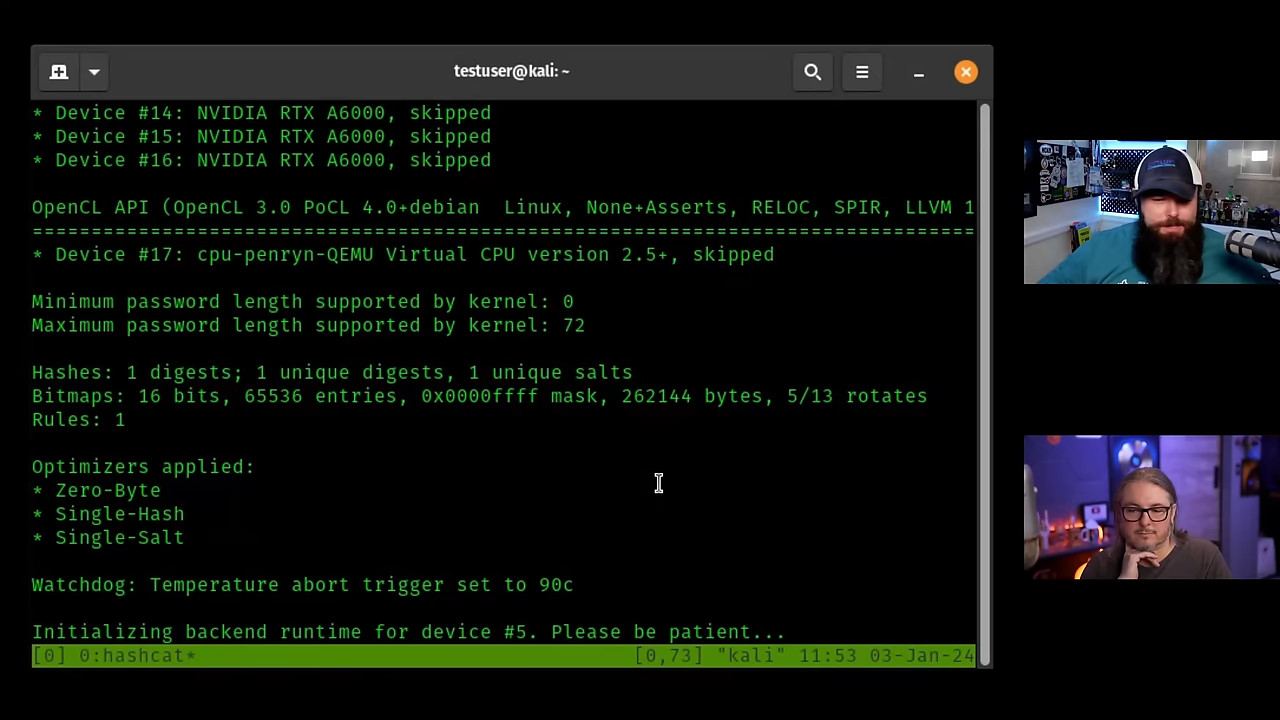 testuser@kali: ~
* Device #14: NVIDIA RTX A6000, skipped
* Device #15: NVIDIA RTX A6000, skipped
* Device #16: NVIDIA RTX A6000, skipped
OpenCL API (OpenCL 3.0 PoCL 4.0+debian  Linux, None+Asserts, RELOC, SPIR, LLVM 1
================================================================================
* Device #17: cpu-penryn-QEMU Virtual CPU version 2.5+, skipped
Minimum password length supported by kernel: 0
Maximum password length supported by kernel: 72
Hashes: 1 digests; 1 unique digests, 1 unique salts
Bitmaps: 16 bits, 65536 entries, 0x0000ffff mask, 262144 bytes, 5/13 rotates
Rules: 1
Optimizers applied:
* Zero-Byte
* Single-Hash
* Single-Salt
Watchdog: Temperature abort trigger set to 90c
Initializing backend runtime for device #5. Please be patient...
[0] 0:hashcat* [0,73] "kali" 11:53 03-Jan-24